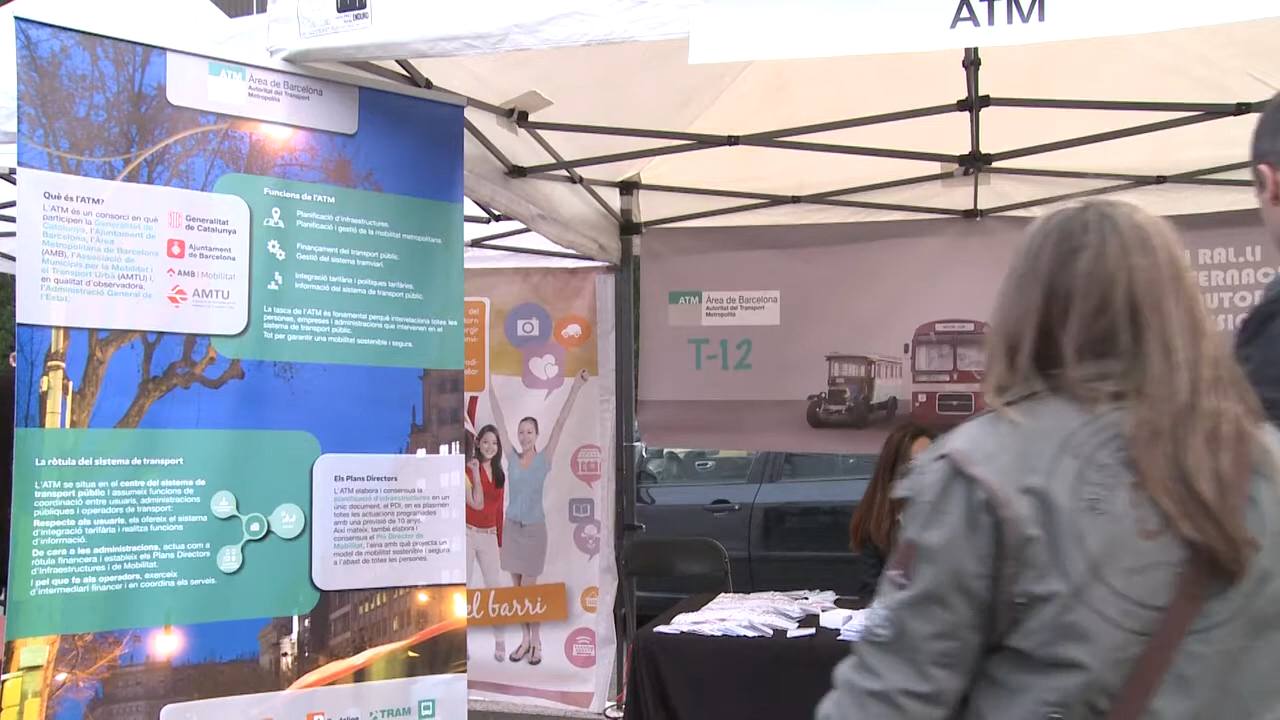 ATM
ENDURO
ATM Àrea de Barcelona
Autoritat del Transport
Metropolità
Què és l'ATM?
L'ATM és un consorci en què
participen la Generalitat de
Catalunya, l'Ajuntament de
Barcelona, l'Àrea
Metropolitana de Barcelona
(AMB), l'Associació de
Municipis per la Mobilitat i
el Transport Urbà (AMTU) i,
en qualitat d'observadora,
l'Administració General de
l'Estat.
Generalitat
de Catalunya
Ajuntament
de Barcelona
AMB | Mobilitat
AMTU
Funcions de l'ATM
Planificació d'infraestructures.
Planificació i gestió de la mobilitat metropolitana.
Finançament del transport públic.
Gestió del sistema tramviari.
Integració tarifària i polítiques tarifàries.
Informació del sistema de transport públic.
La tasca de l'ATM és fonamental perquè interrelaciona totes les
persones, empreses i administracions que intervenen en el
sistema de transport públic.
Tot per garantir una mobilitat sostenible i segura.
La ròtula del sistema de transport
L'ATM se situa en el centre del sistema de
transport públic i assumeix funcions de
coordinació entre usuaris, administracions
públiques i operadors de transport:
Respecte als usuaris, els ofereix el sistema
d'integració tarifària i realitza funcions
d'informació.
De cara a les administracions, actua com a
ròtula financera i estableix els Plans Directors
d'Infraestructures i de Mobilitat.
I pel que fa als operadors, exerceix
d'intermediari financer i en coordina els serveis.
Els Plans Directors
L'ATM elabora i consensua la
planificació d'infraestructures en un
únic document, el PDI, on es plasmen
totes les actuacions programades
amb una previsió de 10 anys.
Així mateix, també elabora i
consensua el Pla Director de
Mobilitat, l'eina amb què projecta un
model de mobilitat sostenible i segura
a l'abast de totes les persones.
TRAM
del
el barri
ATM Àrea de Barcelona
Autoritat del Transport
Metropolità
T-12
I RAL.LI